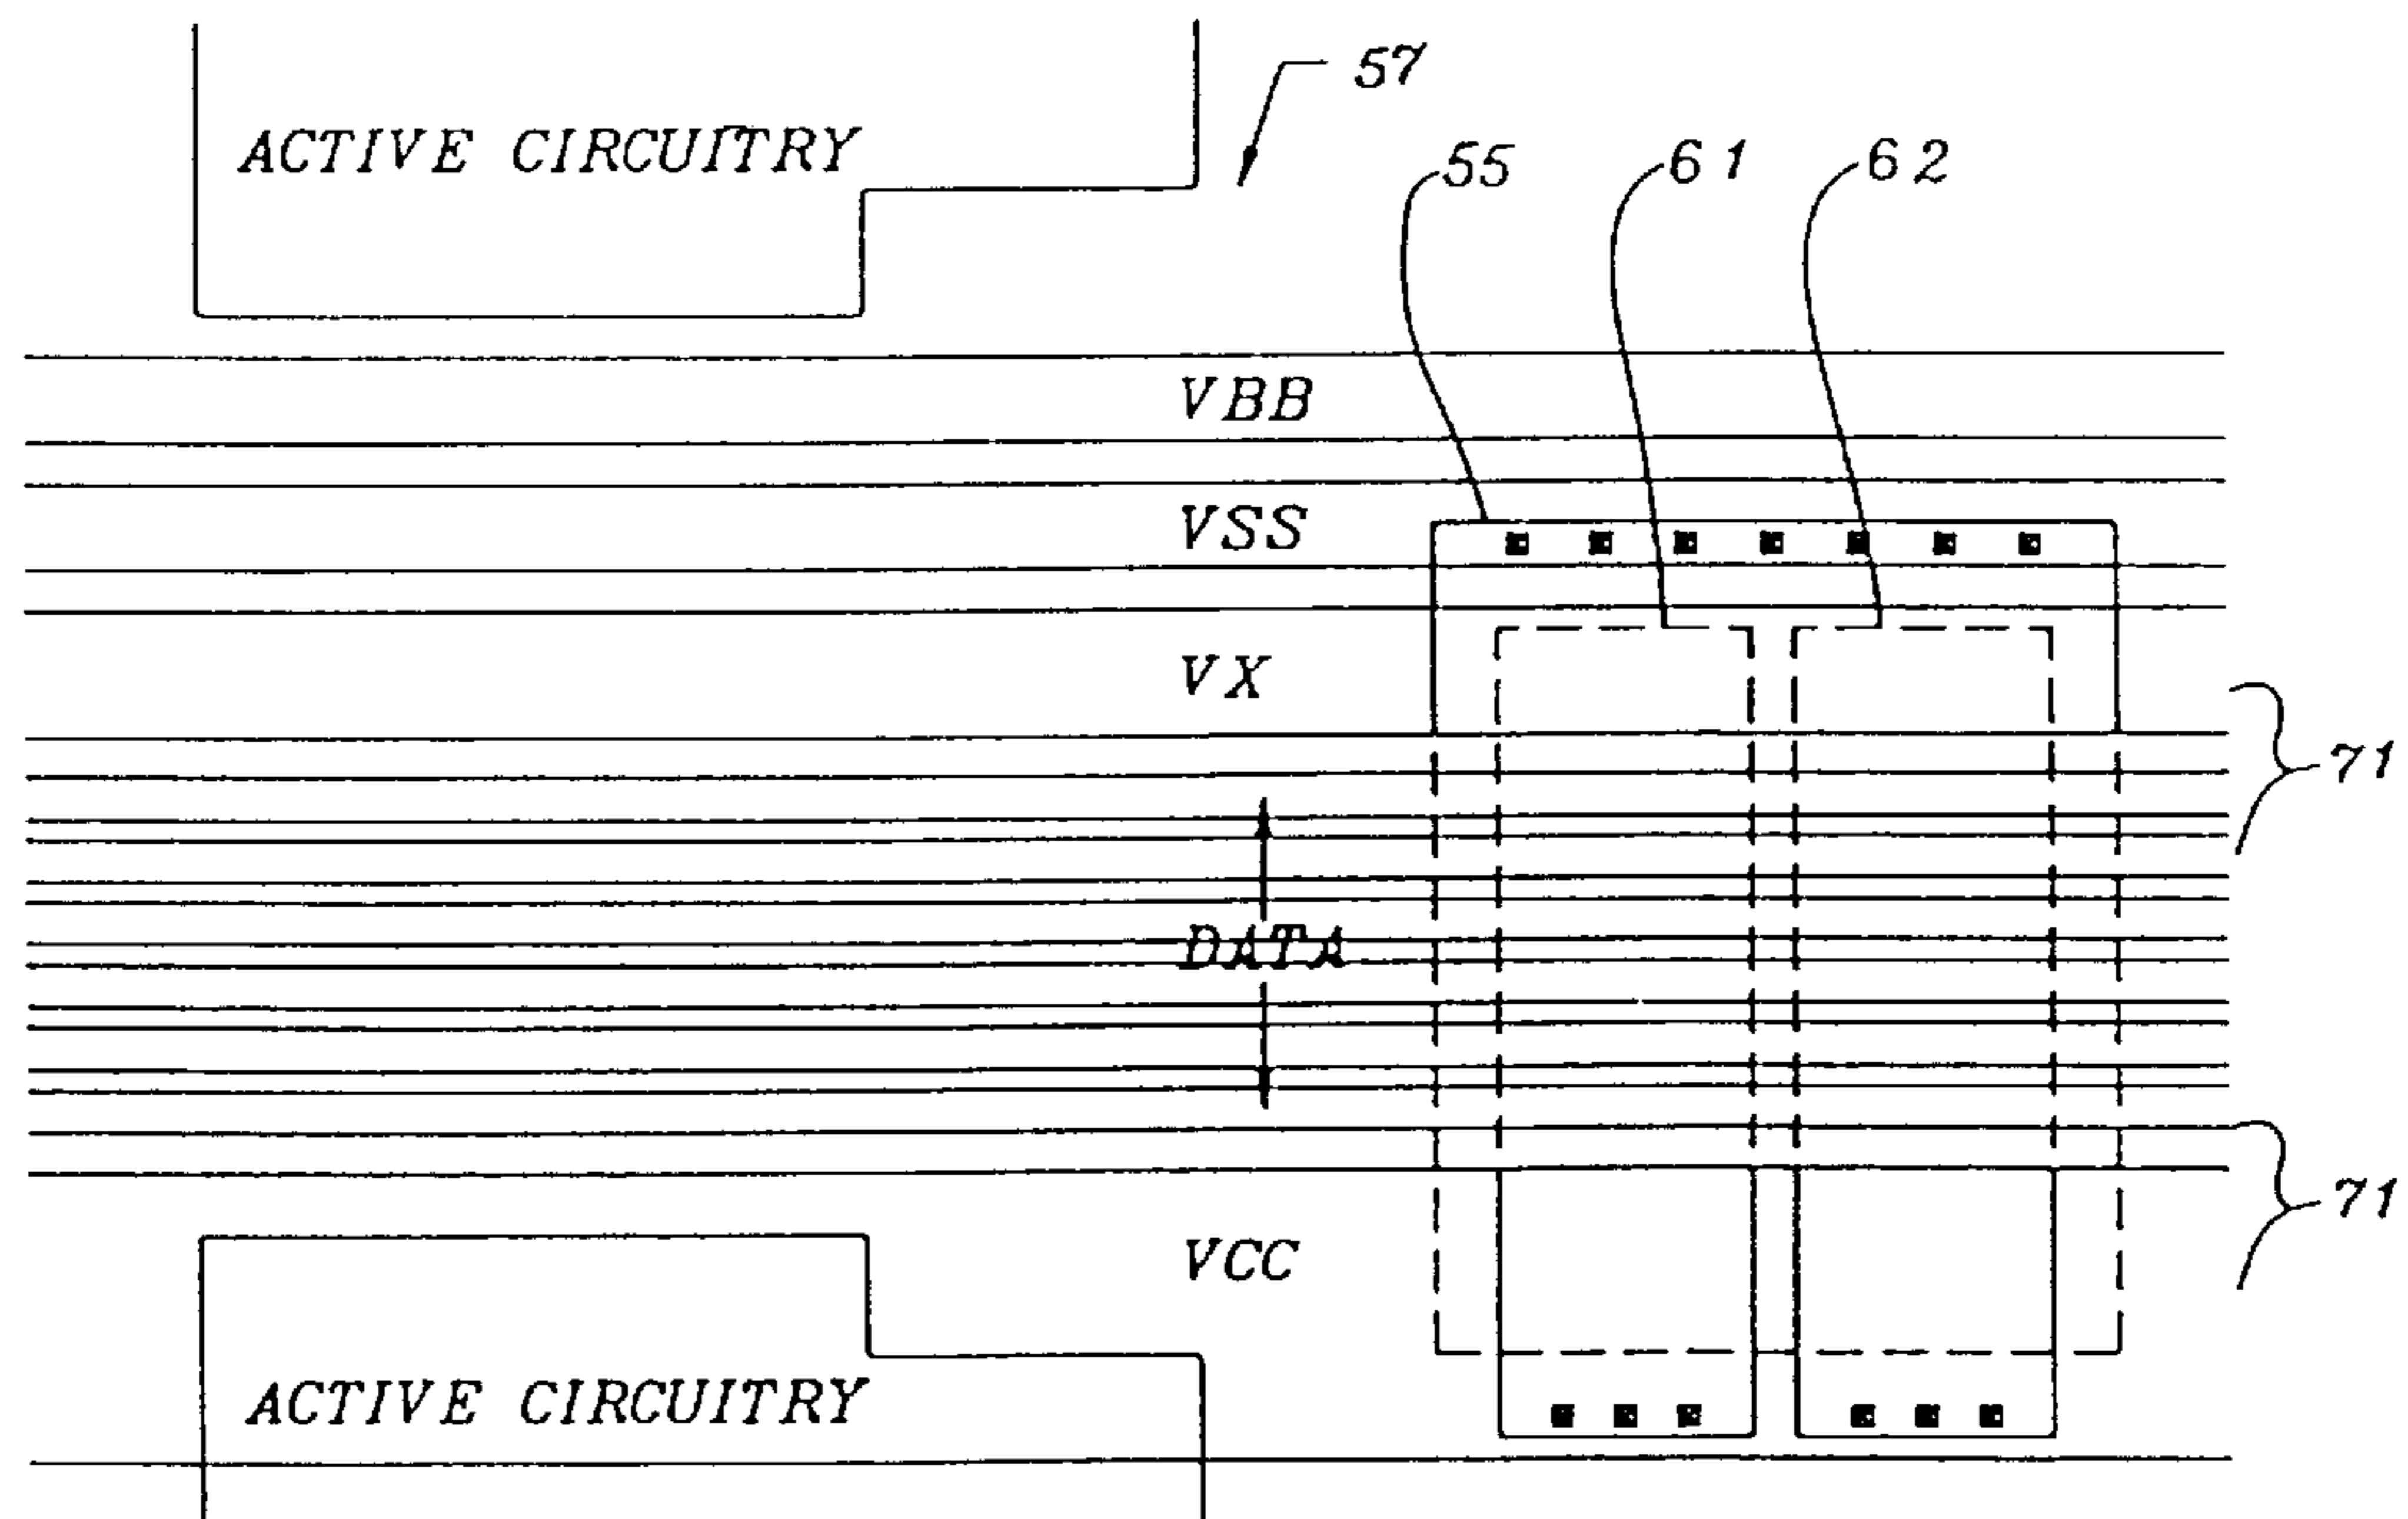 57
ACTIVE CIRCUITRY
55
61
62
VBB
VSS
VX
71
DATA
71
VCC
ACTIVE CIRCUITRY